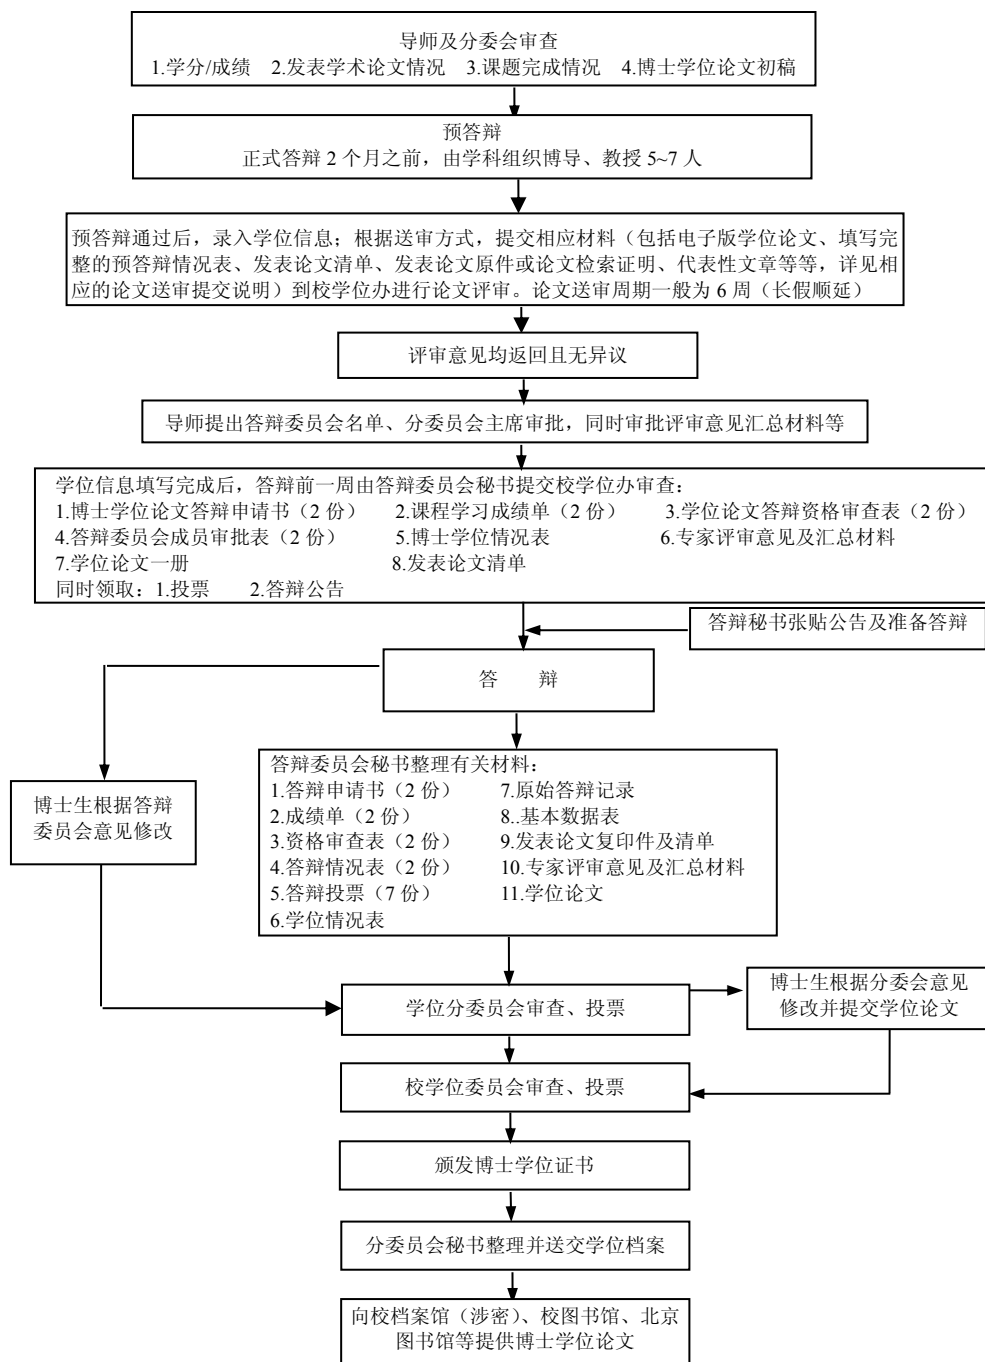 导师及分委会审查
1.学分/成绩 2.发表学术论文情况 3.课题完成情况 4.博士学位论文初稿
预答辩
正式答辩 2 个月之前，由学科组织博导、教授 5~7 人
预答辩通过后，录入学位信息；根据送审方式，提交相应材料（包括电子版学位论文、填写完
整的预答辩情况表、发表论文清单、发表论文原件或论文检索证明、代表性文章等等，详见相
应的论文送审提交说明）到校学位办进行论文评审。论文送审周期一般为 6 周（长假顺延）
评审意见均返回且无异议
导师提出答辩委员会名单、分委员会主席审批，同时审批评审意见汇总材料等
学位信息填写完成后，答辩前一周由答辩委员会秘书提交校学位办审查：
1.博士学位论文答辩申请书（2 份） 2.课程学习成绩单（2 份） 3.学位论文答辩资格审查表（2 份）
4.答辩委员会成员审批表（2 份） 5.博士学位情况表 6.专家评审意见及汇总材料
7.学位论文一册 8.发表论文清单
同时领取：1.投票 2.答辩公告
答辩秘书张贴公告及准备答辩
答 辩
答辩委员会秘书整理有关材料：
1.答辩申请书（2 份） 7.原始答辩记录
2.成绩单（2 份） 8..基本数据表
3.资格审查表（2 份） 9.发表论文复印件及清单
4.答辩情况表（2 份） 10.专家评审意见及汇总材料
5.答辩投票（7 份） 11.学位论文
6.学位情况表
博士生根据答辩
委员会意见修改
学位分委员会审查、投票
博士生根据分委会意见
修改并提交学位论文
校学位委员会审查、投票
颁发博士学位证书
分委员会秘书整理并送交学位档案
向校档案馆（涉密）、校图书馆、北京
图书馆等提供博士学位论文